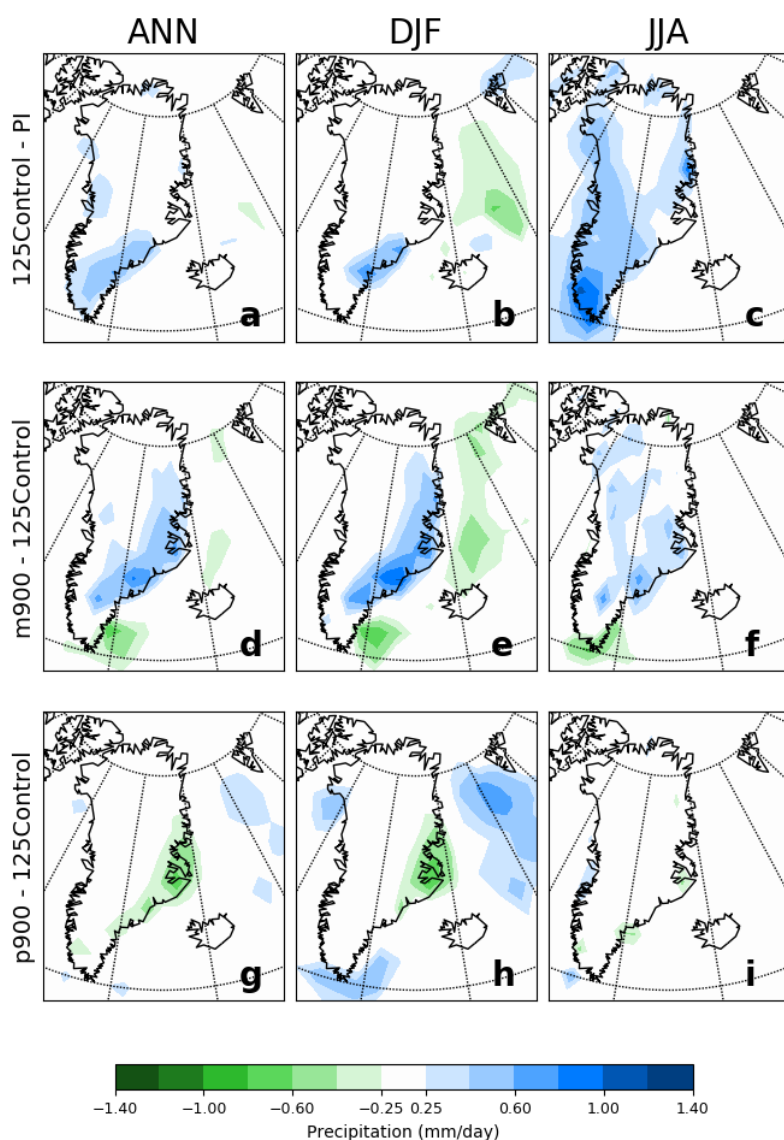 ANN DJF JJA
125Control - PI
a b c
m900 - 125Control
d e f
p900 - 125Control
g h i
−1.40 −1.00 −0.60 −0.25 0.25 0.60 1.00 1.40
Precipitation (mm/day)